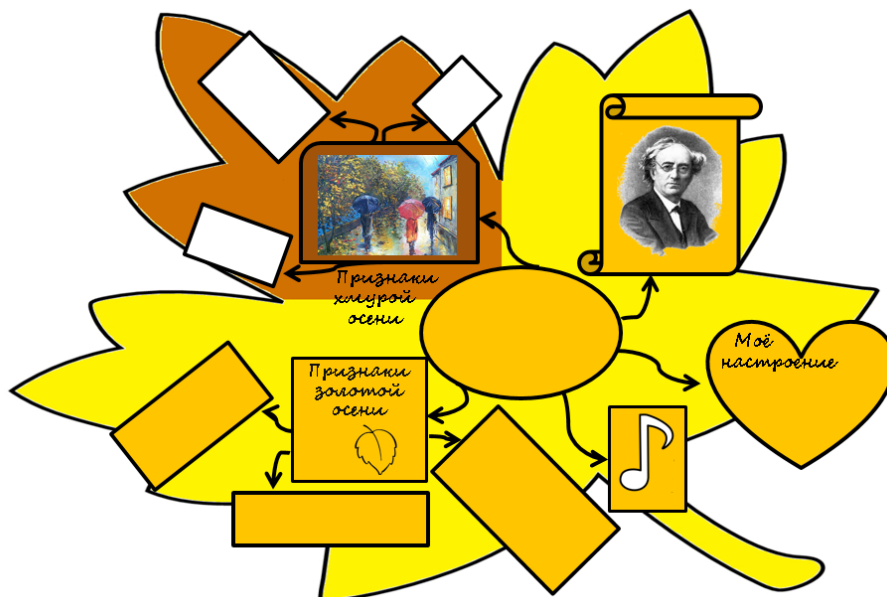 Признаки
хмурой
осени
Моё
настроение
Признаки
золотой
осени